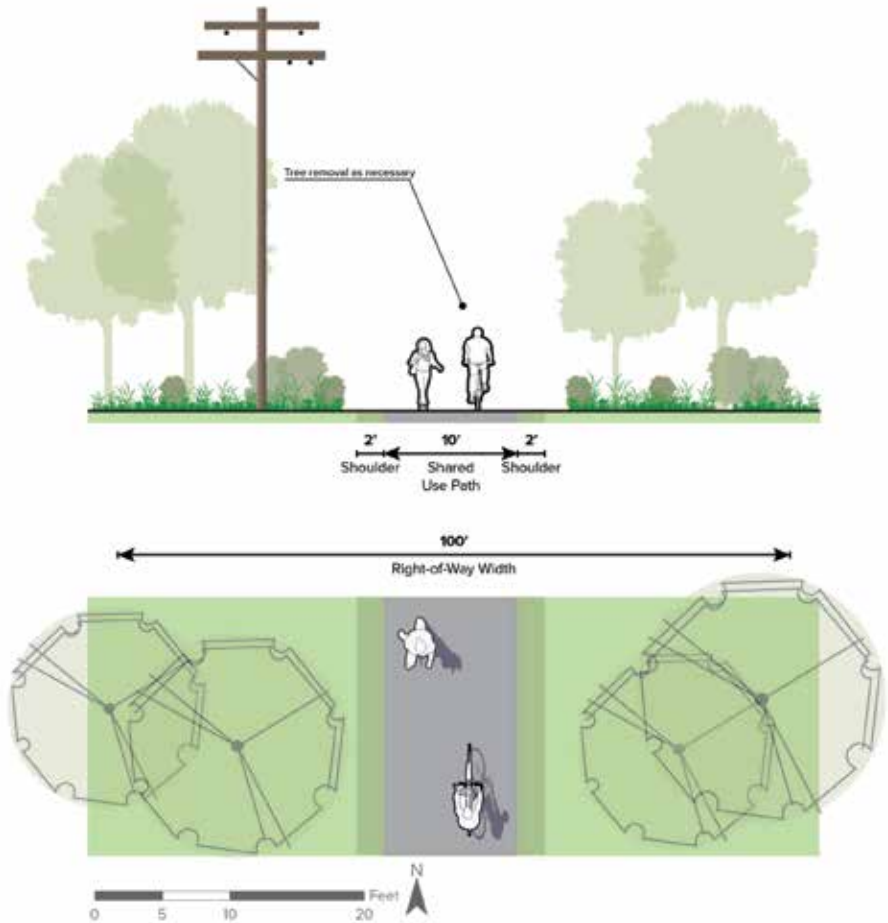 Tree removal as necessary
2' 10' 2'
Shoulder Shared Shoulder
Use Path
100'
Right-of-Way Width
N
Feet
0 5 10 20